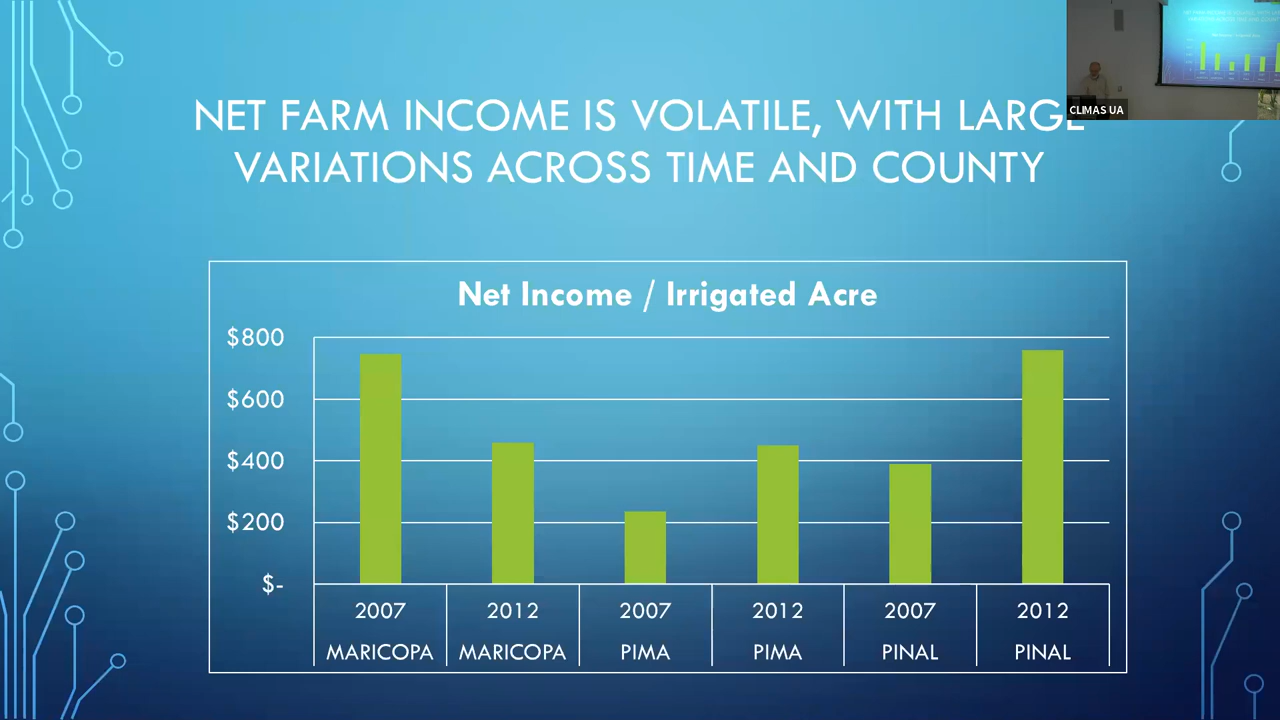 NET FARM INCOME IS VOLATILE, WITH LARGE
VARIATIONS ACROSS TIME AND COUNTY
CLIMAS UA
Net Income / Irrigated Acre
$800
$600
$400
$200
$-
2007 2012 2007 2012 2007 2012
MARICOPA MARICOPA PIMA PIMA PINAL PINAL